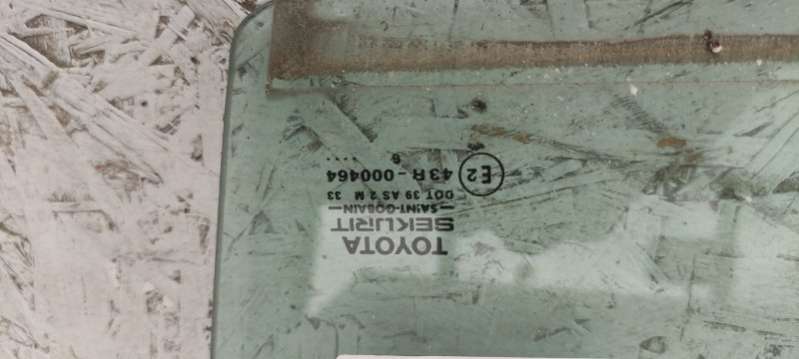 TOYOTA
SEKURIT
SAINT-GOBAIN
DOT 39 AS 2 M 33
E2 43R-000464
6